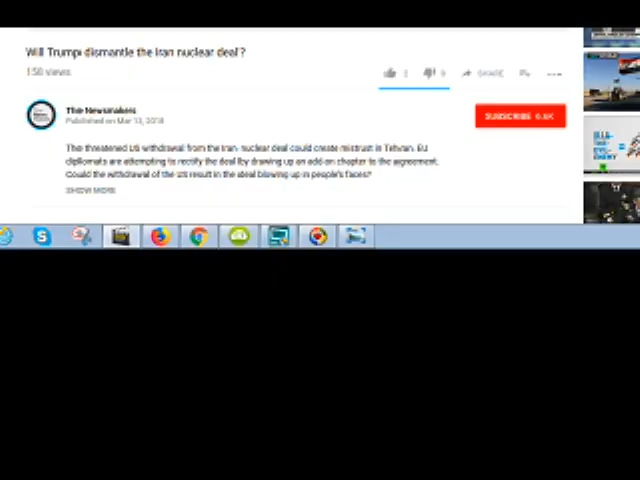 Will Trump dismantle the Iran nuclear deal?
158 views
SHARE
The Newsmakers
Published on Mar 13, 2018
SUBSCRIBE 6.6K
The threatened US withdrawal from the Iran nuclear deal could create mistrust in Tehran. EU
diplomats are attempting to rectify the deal by drawing up an add on chapter to the agreement.
Could the withdrawal of the US result in the deal blowing up in people's faces?
SHOW MORE